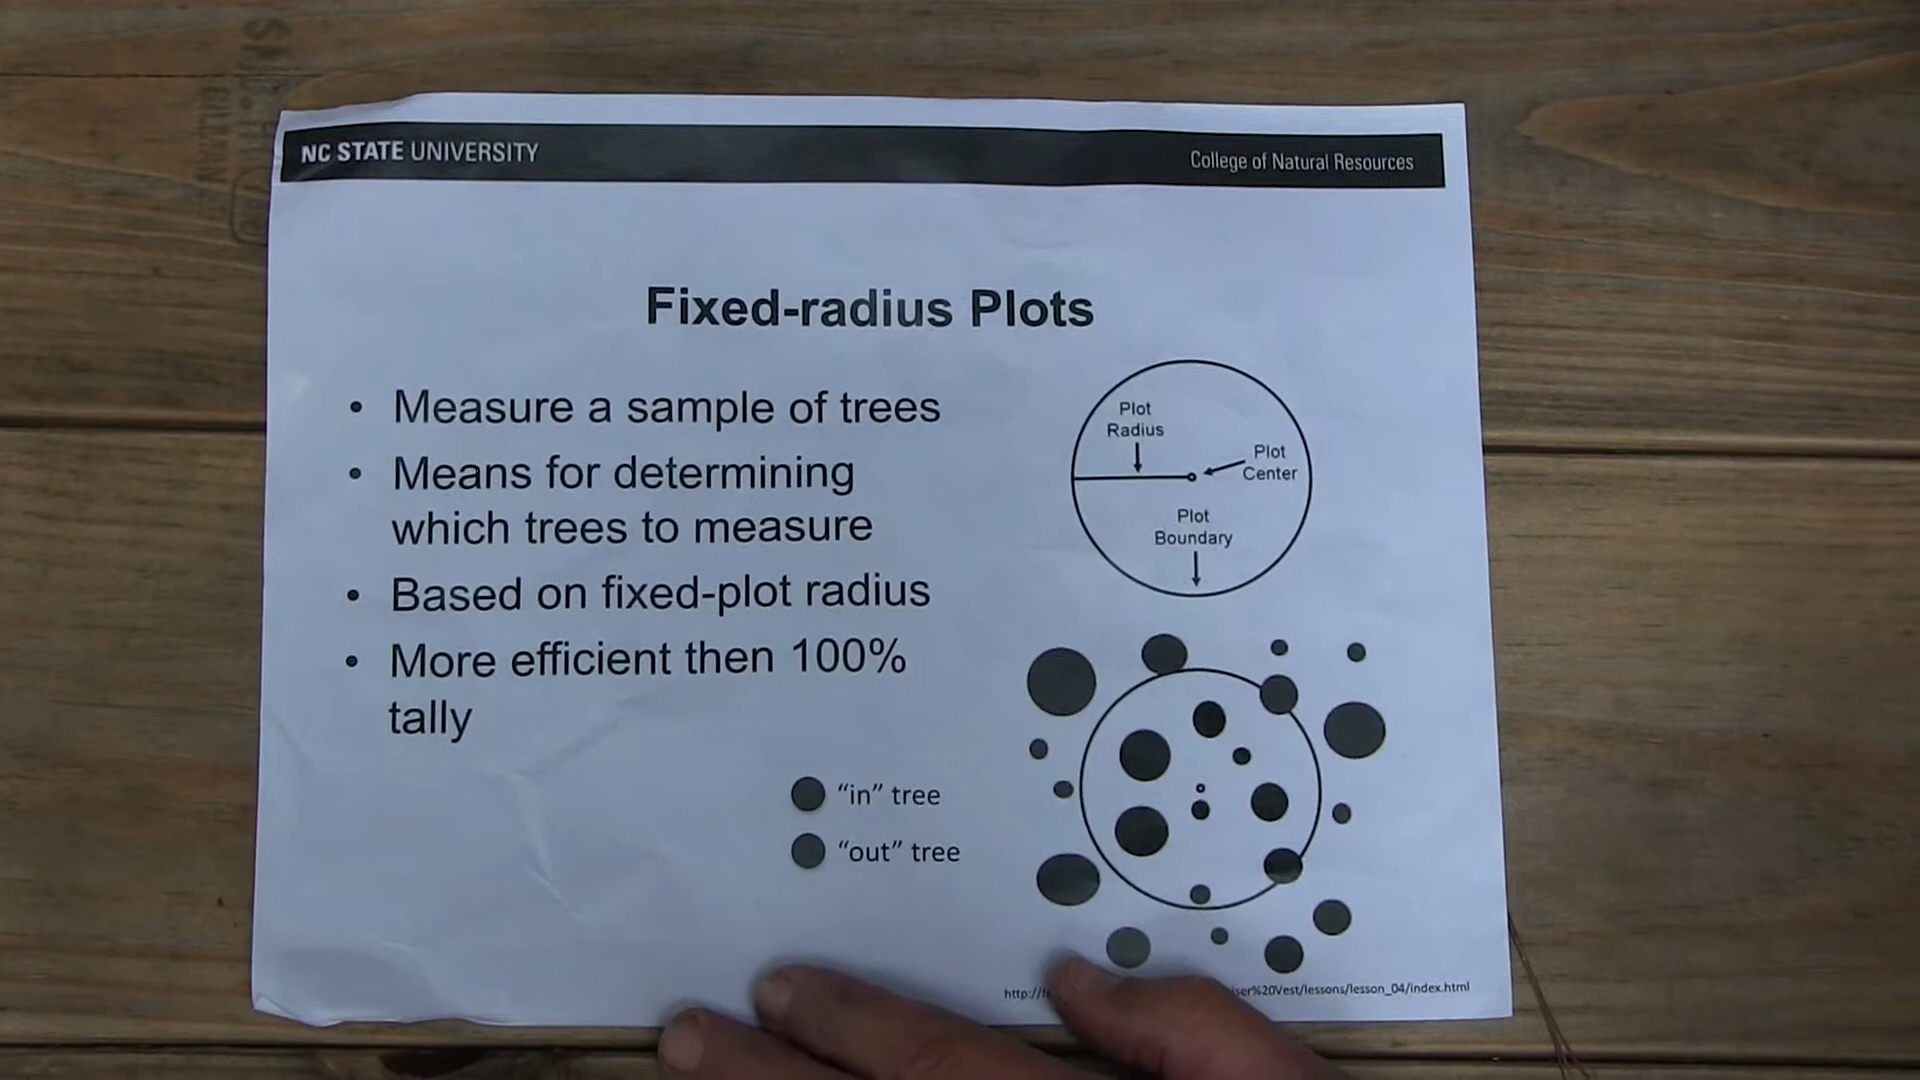 NC STATE UNIVERSITY
College of Natural Resources
Fixed-radius Plots
• Measure a sample of trees
• Means for determining
which trees to measure
• Based on fixed-plot radius
• More efficient then 100%
tally
Plot
Radius
Plot
Center
Plot
Boundary
“in” tree
“out” tree
%20Vest/lessons/lesson_04/index.html